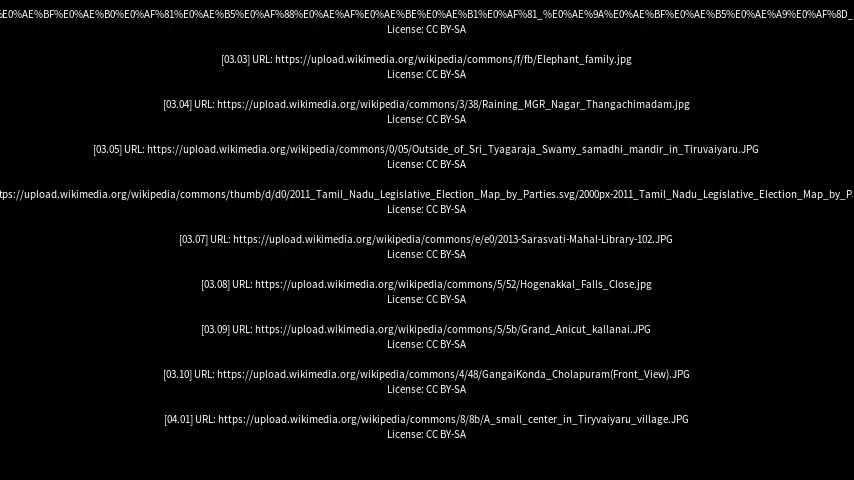 %E0%AE%BF%E0%AE%B0%E0%AF%81%E0%AE%B5%E0%AF%88%E0%AE%AF%E0%AE%BE%E0%AE%B1%E0%AF%81_%E0%AE%9A%E0%AE%BF%E0%AE%B5%E0%AE%A9%E0%AF%8D_
License: CC BY-SA
[03.03] URL: https://upload.wikimedia.org/wikipedia/commons/f/fb/Elephant_family.jpg
License: CC BY-SA
[03.04] URL: https://upload.wikimedia.org/wikipedia/commons/3/38/Raining_MGR_Nagar_Thangachimadam.jpg
License: CC BY-SA
[03.05] URL: https://upload.wikimedia.org/wikipedia/commons/0/05/Outside_of_Sri_Tyagaraja_Swamy_samadhi_mandir_in_Tiruvaiyaru.JPG
License: CC BY-SA
tps://upload.wikimedia.org/wikipedia/commons/thumb/d/d0/2011_Tamil_Nadu_Legislative_Election_Map_by_Parties.svg/2000px-2011_Tamil_Nadu_Legislative_Election_Map_by_P
License: CC BY-SA
[03.07] URL: https://upload.wikimedia.org/wikipedia/commons/e/e0/2013-Sarasvati-Mahal-Library-102.JPG
License: CC BY-SA
[03.08] URL: https://upload.wikimedia.org/wikipedia/commons/5/52/Hogenakkal_Falls_Close.jpg
License: CC BY-SA
[03.09] URL: https://upload.wikimedia.org/wikipedia/commons/5/5b/Grand_Anicut_kallanai.JPG
License: CC BY-SA
[03.10] URL: https://upload.wikimedia.org/wikipedia/commons/4/48/GangaiKonda_Cholapuram(Front_View).JPG
License: CC BY-SA
[04.01] URL: https://upload.wikimedia.org/wikipedia/commons/8/8b/A_small_center_in_Tiryvaiyaru_village.JPG
License: CC BY-SA